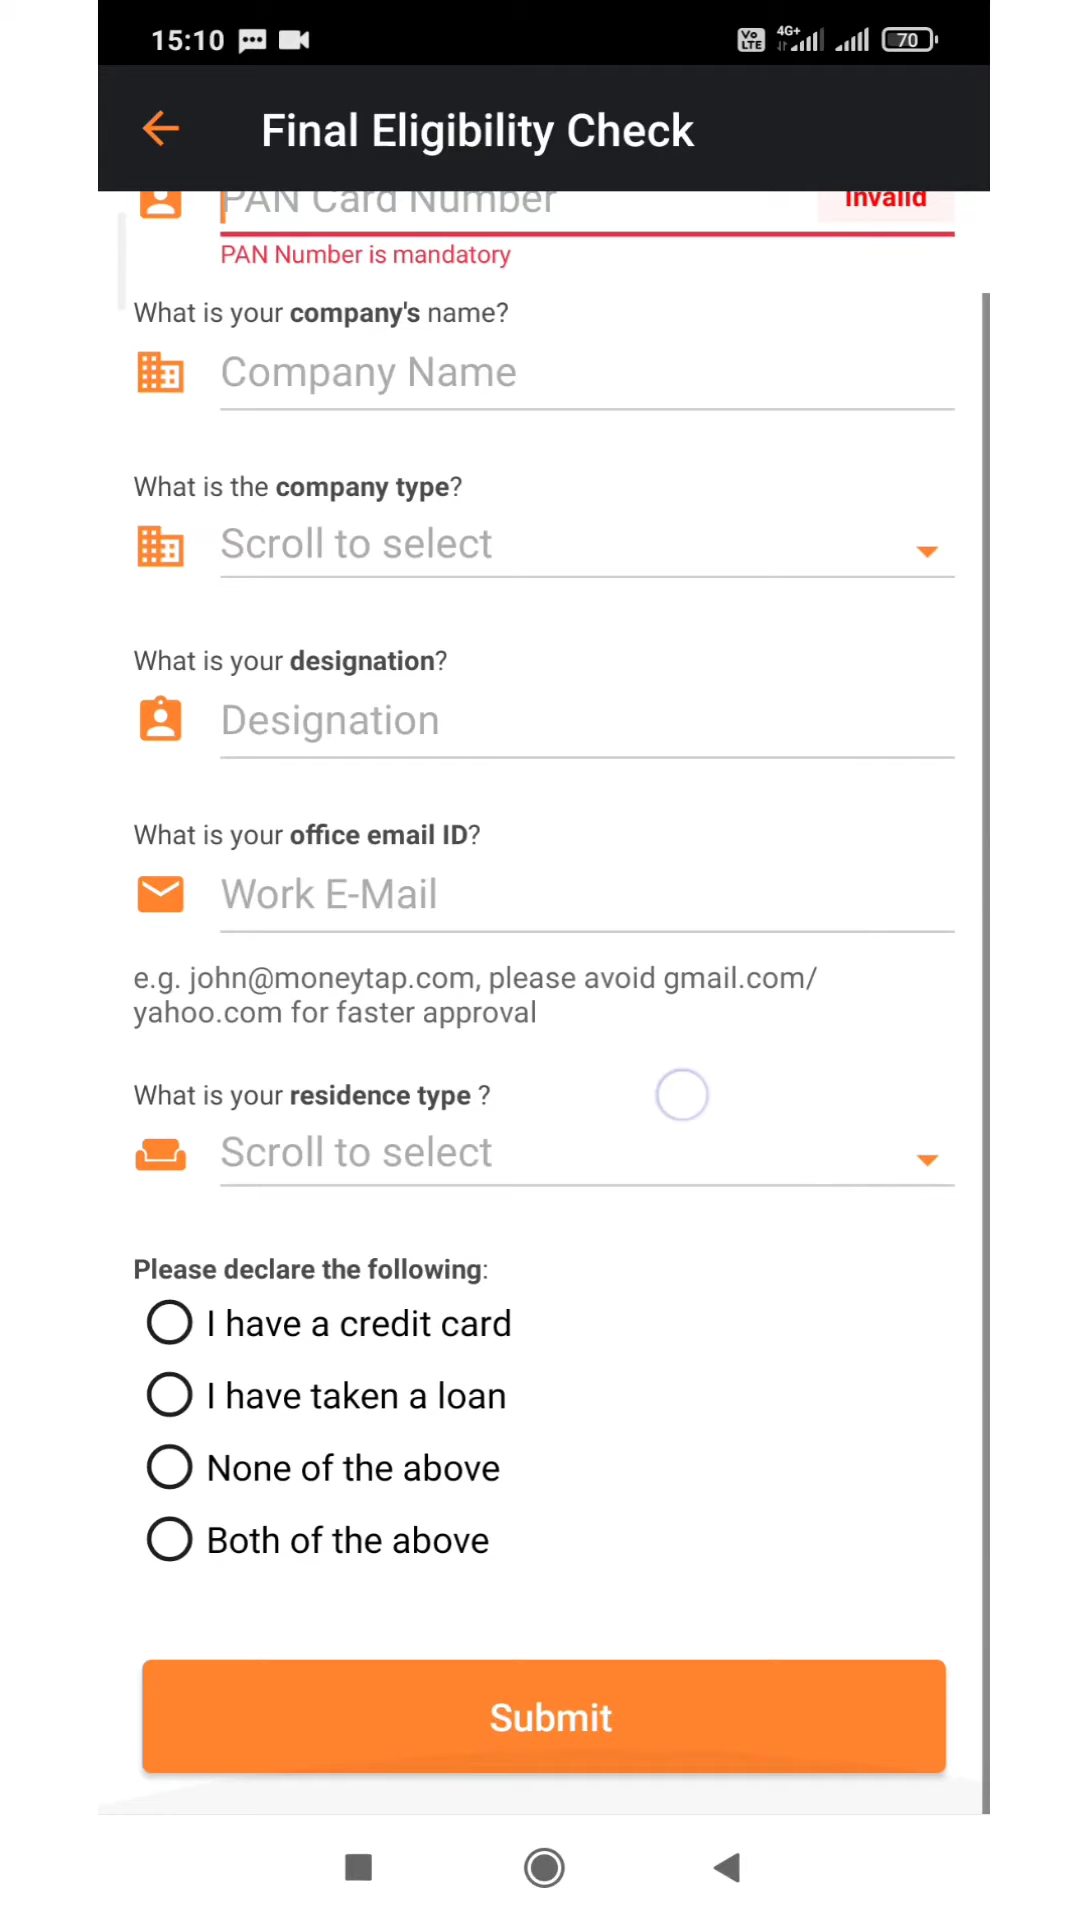 15:10
Vo LTE 4G+ 70
Final Eligibility Check
PAN Card Number Invalid
PAN Number is mandatory
What is your company's name?
Company Name
What is the company type?
Scroll to select
What is your designation?
Designation
What is your office email ID?
Work E-Mail
e.g. john@moneytap.com, please avoid gmail.com/
yahoo.com for faster approval
What is your residence type ?
Scroll to select
Please declare the following:
I have a credit card
I have taken a loan
None of the above
Both of the above
Submit